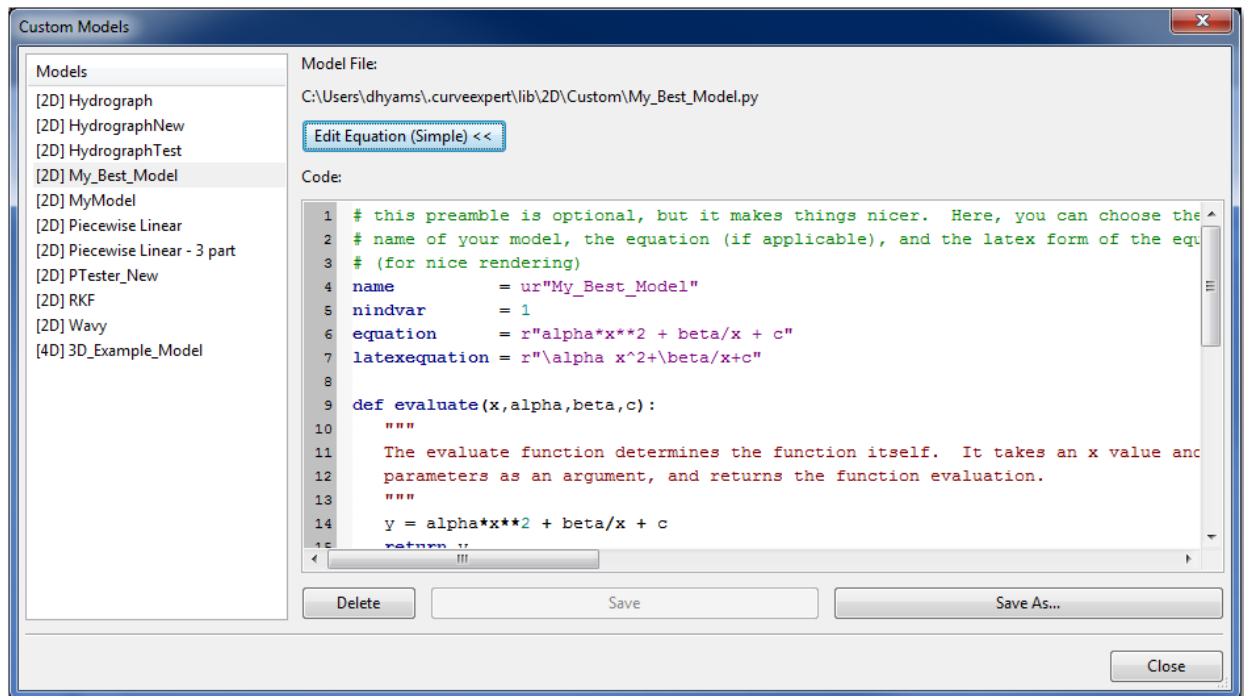 Custom Models
Models
[2D] Hydrograph
[2D] HydrographNew
[2D] HydrographTest
[2D] My_Best_Model
[2D] MyModel
[2D] Piecewise Linear
[2D] Piecewise Linear - 3 part
[2D] PTester_New
[2D] RKF
[2D] Wavy
[4D] 3D_Example_Model
Model File:
C:\Users\dhyams\.curveexpert\lib\2D\Custom\My_Best_Model.py
Edit Equation (Simple) <<
Code:
1 # this preamble is optional, but it makes things nicer.  Here, you can choose the
2 # name of your model, the equation (if applicable), and the latex form of the equ
3 # (for nice rendering)
4 name          = ur"My_Best_Model"
5 nindvar       = 1
6 equation      = r"alpha*x**2 + beta/x + c"
7 latexequation = r"\alpha x^2+\beta/x+c"
8
9 def evaluate(x,alpha,beta,c):
10    """
11    The evaluate function determines the function itself.  It takes an x value and
12    parameters as an argument, and returns the function evaluation.
13    """
14    y = alpha*x**2 + beta/x + c
15    return y
Delete
Save
Save As...
Close